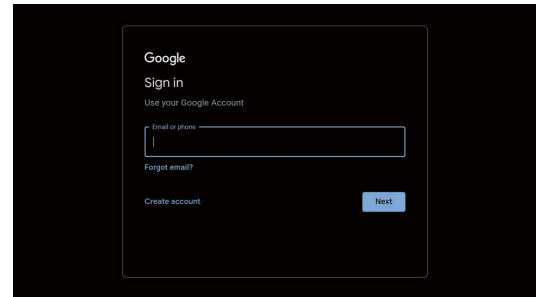 Google
Sign in
Use your Google Account
Email or phone
Forgot email?
Create account
Next